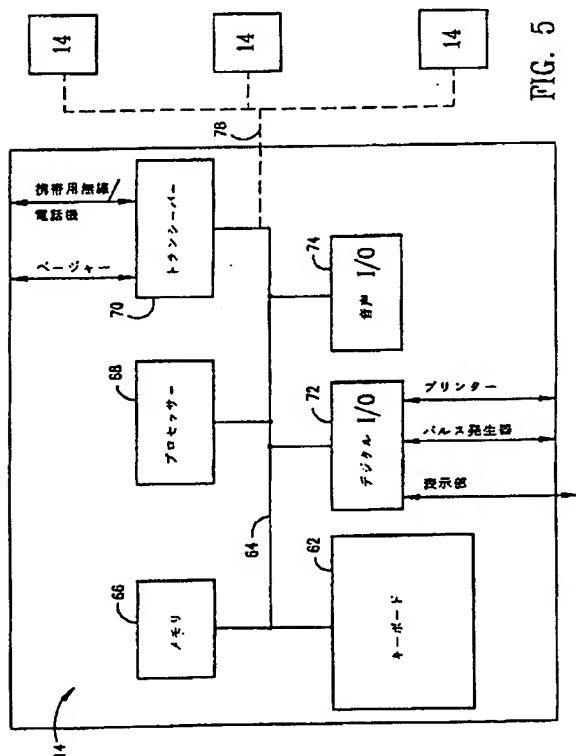 14
66
メモリ
68
プロセッサー
ページャー
携帯用無線/
電話機
70
トランシーバー
78
14
14
14
64
62
キーボード
72
デジタル I/O
74
音声 I/O
表示部
パルス発生器
プリンター
FIG. 5